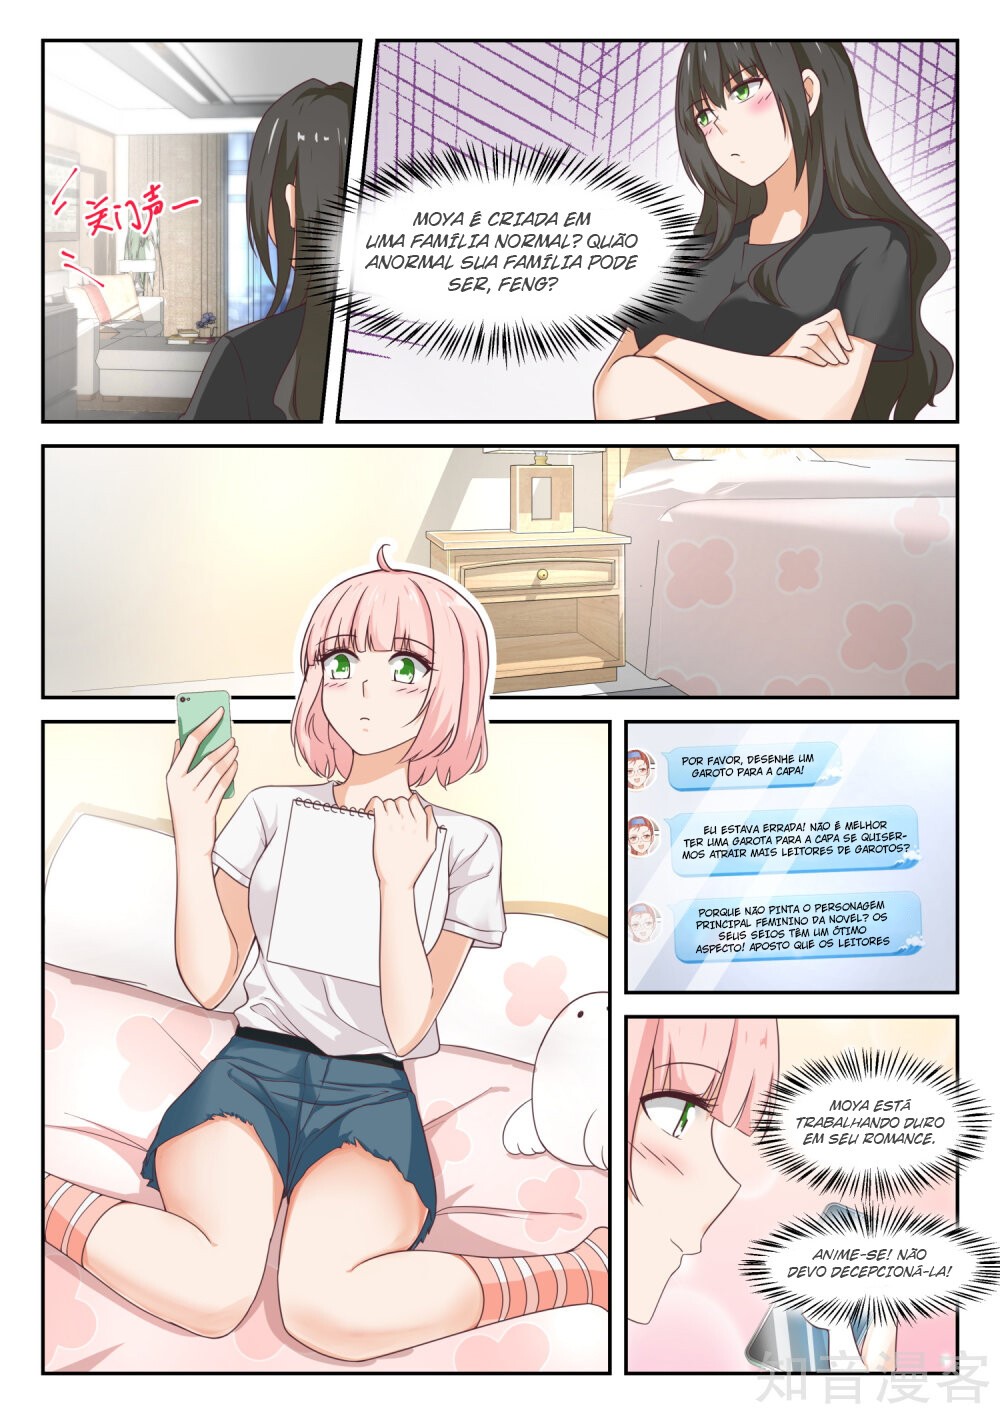 关门声一
MOYA É CRIADA EM
UMA FAMÍLIA NORMAL? QUÃO
ANORMAL SUA FAMÍLIA PODE
SER, FENG?
POR FAVOR, DESENHE UM
GAROTO PARA A CAPA!
EU ESTAVA ERRADA! NÃO É MELHOR
TER UMA GAROTA PARA A CAPA SE QUISER-
MOS ATRAIR MAIS LEITORES DE GAROTOS?
PORQUE NÃO PINTA O PERSONAGEM
PRINCIPAL FEMININO DA NOVEL? OS
SEUS SEIOS TÊM UM ÓTIMO
ASPECTO! APOSTO QUE OS LEITORES
MOYA ESTÁ
TRABALHANDO DURO
EM SEU ROMANCE.
ANIME-SE! NÃO
DEVO DECEPCIONÁ-LA!
知音漫客